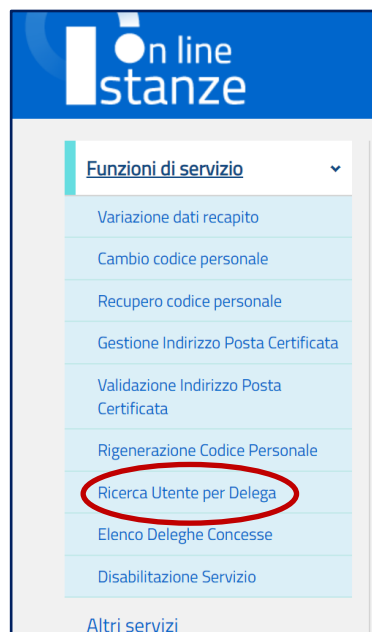 On line
Istanze
Funzioni di servizio
Variazione dati recapito
Cambio codice personale
Recupero codice personale
Gestione Indirizzo Posta Certificata
Validazione Indirizzo Posta
Certificata
Rigenerazione Codice Personale
Ricerca Utente per Delega
Elenco Deleghe Concesse
Disabilitazione Servizio
Altri servizi